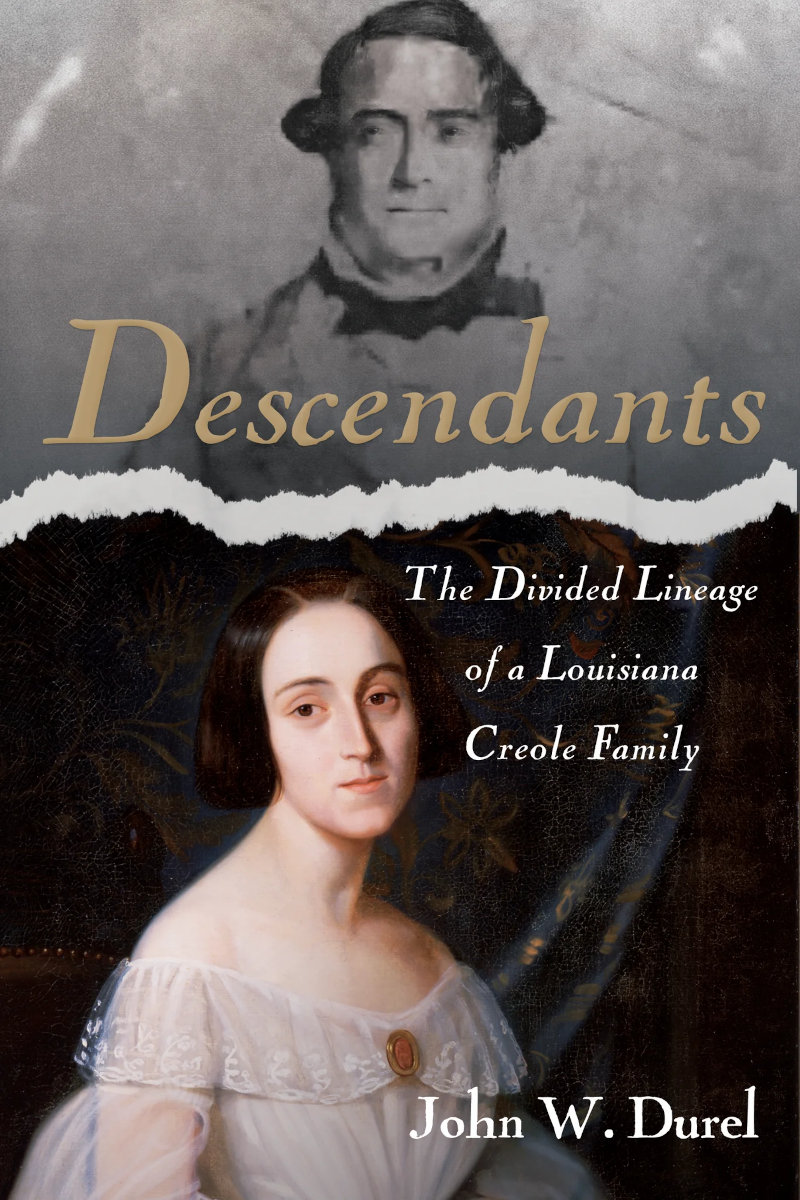 Descendants
The Divided Lineage
of a Louisiana
Creole Family
John W. Durel